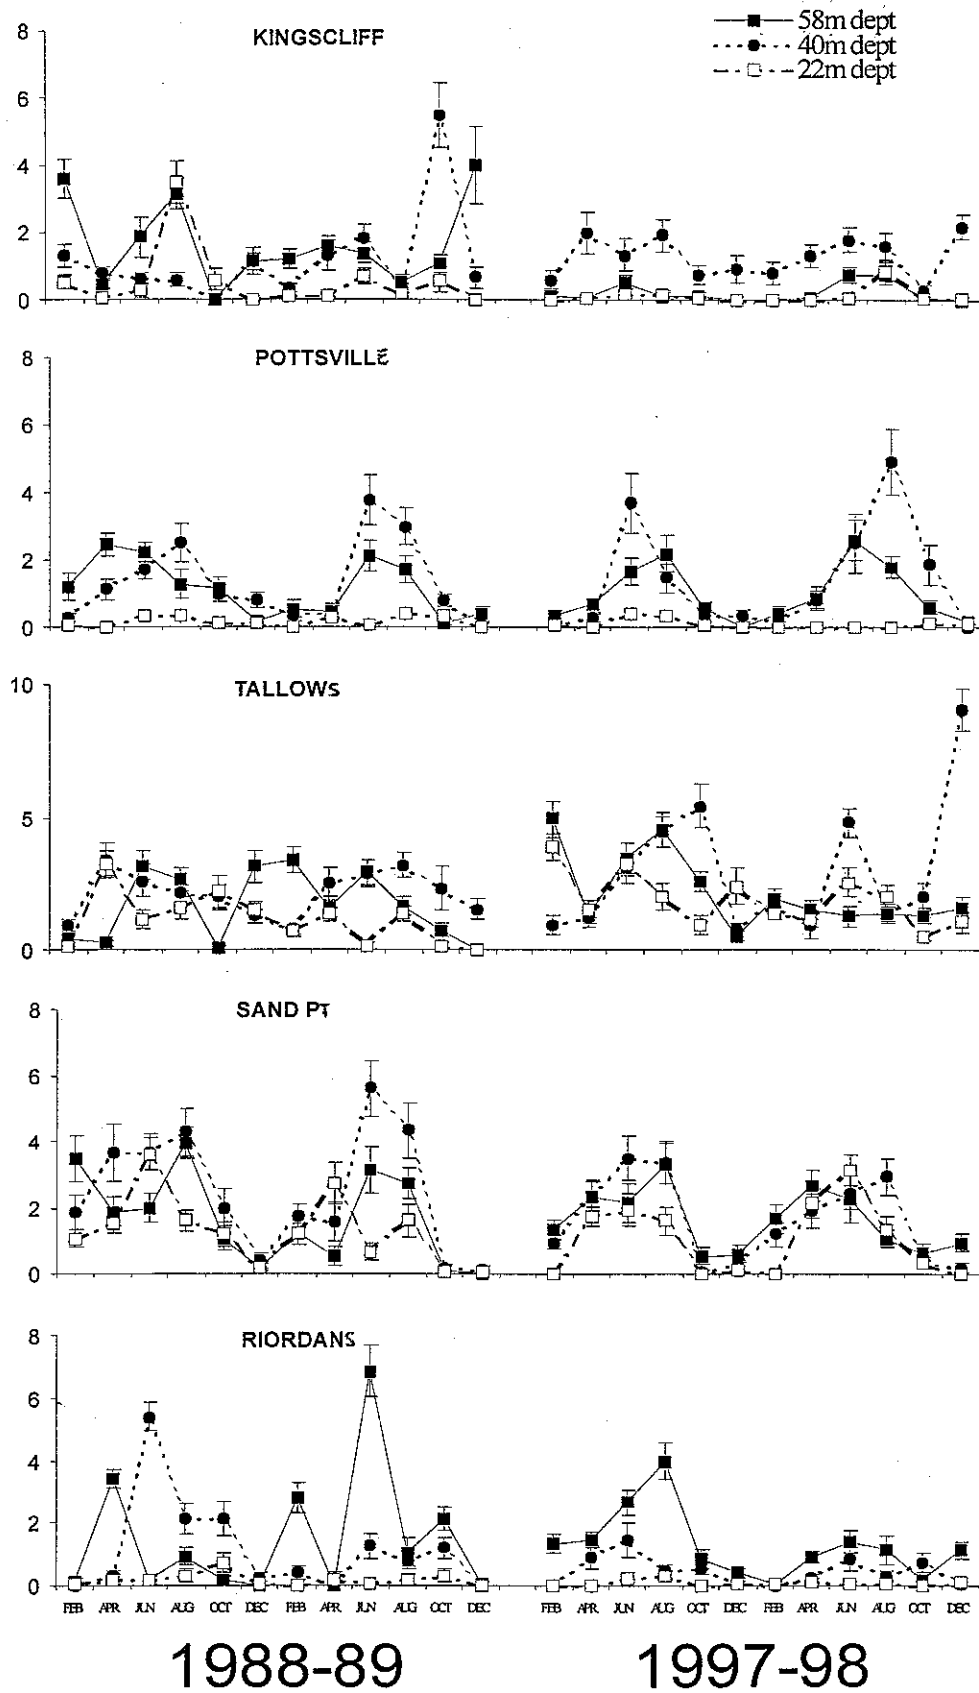 58m dept
40m dept
22m dept
KINGSCLIFF
8
6
4
2
0
POTTSVILLE
8
6
4
2
0
TALLOWS
10
5
0
SAND PT
8
6
4
2
0
RIORDANS
8
6
4
2
0
FEB APR JUN AUG OCT DEC FEB APR JUN AUG OCT DEC FEB APR JUN AUG OCT DEC FEB APR JUN AUG OCT DEC
1988-89 1997-98